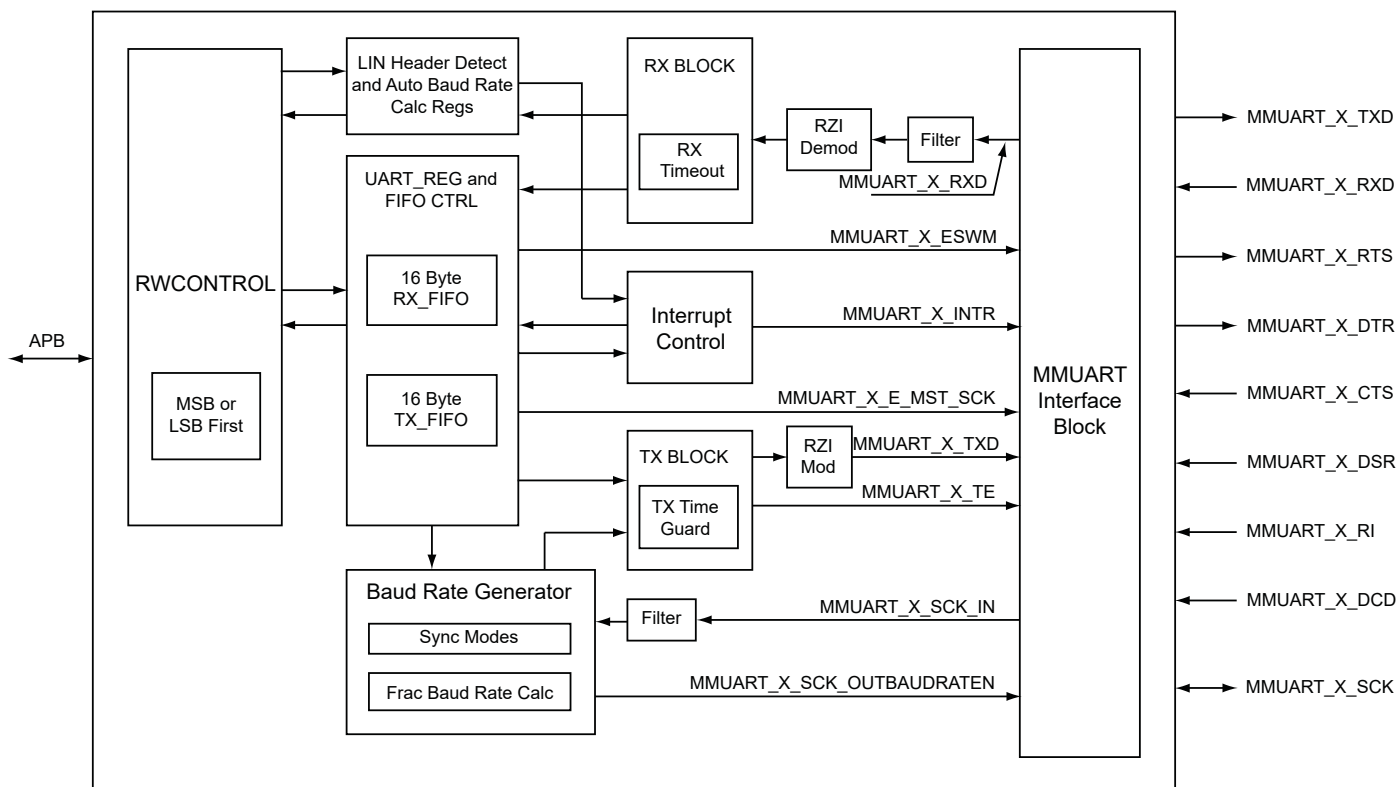 LIN Header Detect
and Auto Baud Rate
Calc Regs
RX BLOCK
RX
Timeout
RZI
Demod
Filter
MMUART_X_RXD
UART_REG and
FIFO CTRL
16 Byte
RX_FIFO
16 Byte
TX_FIFO
RWCONTROL
MSB or
LSB First
APB
MMUART_X_ESWM
Interrupt
Control
MMUART_X_INTR
MMUART_X_E_MST_SCK
TX BLOCK
TX Time
Guard
RZI
Mod
MMUART_X_TXD
MMUART_X_TE
Baud Rate Generator
Sync Modes
Frac Baud Rate Calc
Filter
MMUART_X_SCK_IN
MMUART_X_SCK_OUTBAUDRATEN
MMUART
Interface
Block
MMUART_X_TXD
MMUART_X_RXD
MMUART_X_RTS
MMUART_X_DTR
MMUART_X_CTS
MMUART_X_DSR
MMUART_X_RI
MMUART_X_DCD
MMUART_X_SCK